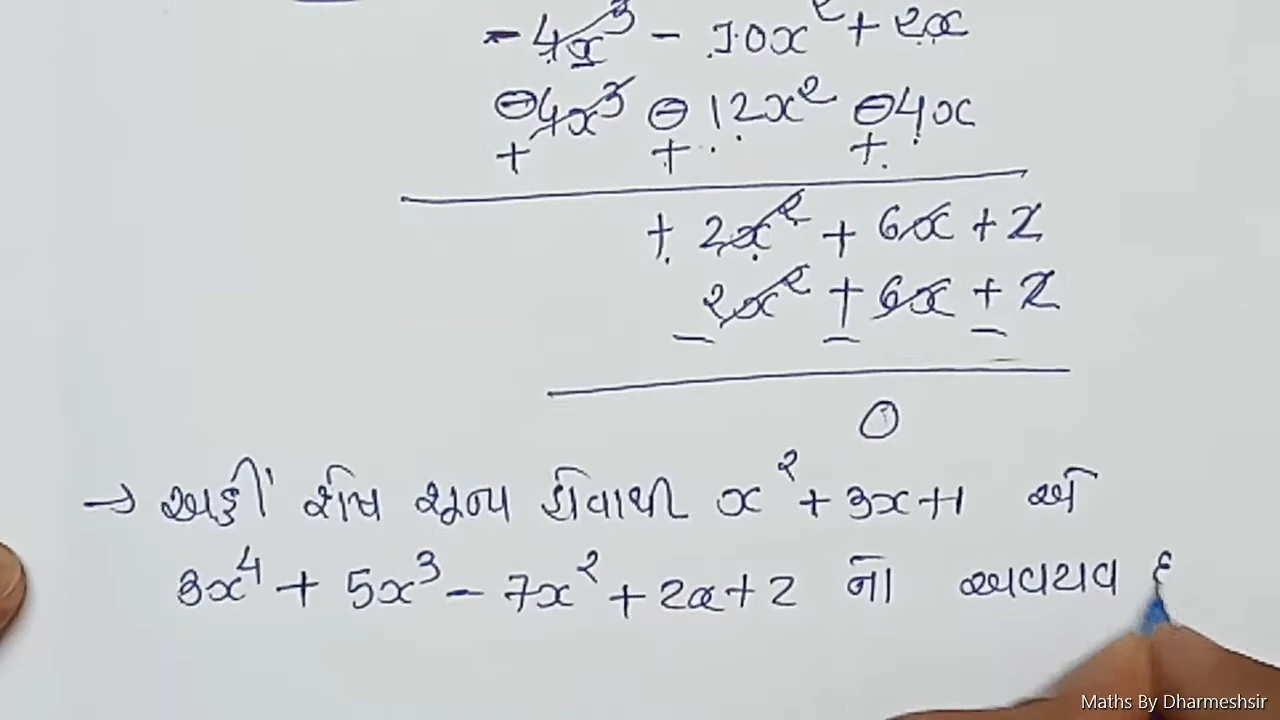 - 4x³ - 10x² + 2x
⊖4x³ ⊖ 12x² ⊖ 4x
+ + +
+ 2x² + 6x + 2
2x² + 6x + 2
- - -
0
→ અહીં શેષ શૂન્ય હોવાથી x² + 3x + 1 એ
3x⁴ + 5x³ - 7x² + 2x + 2 નો અવયવ
Maths By Dharmeshsir